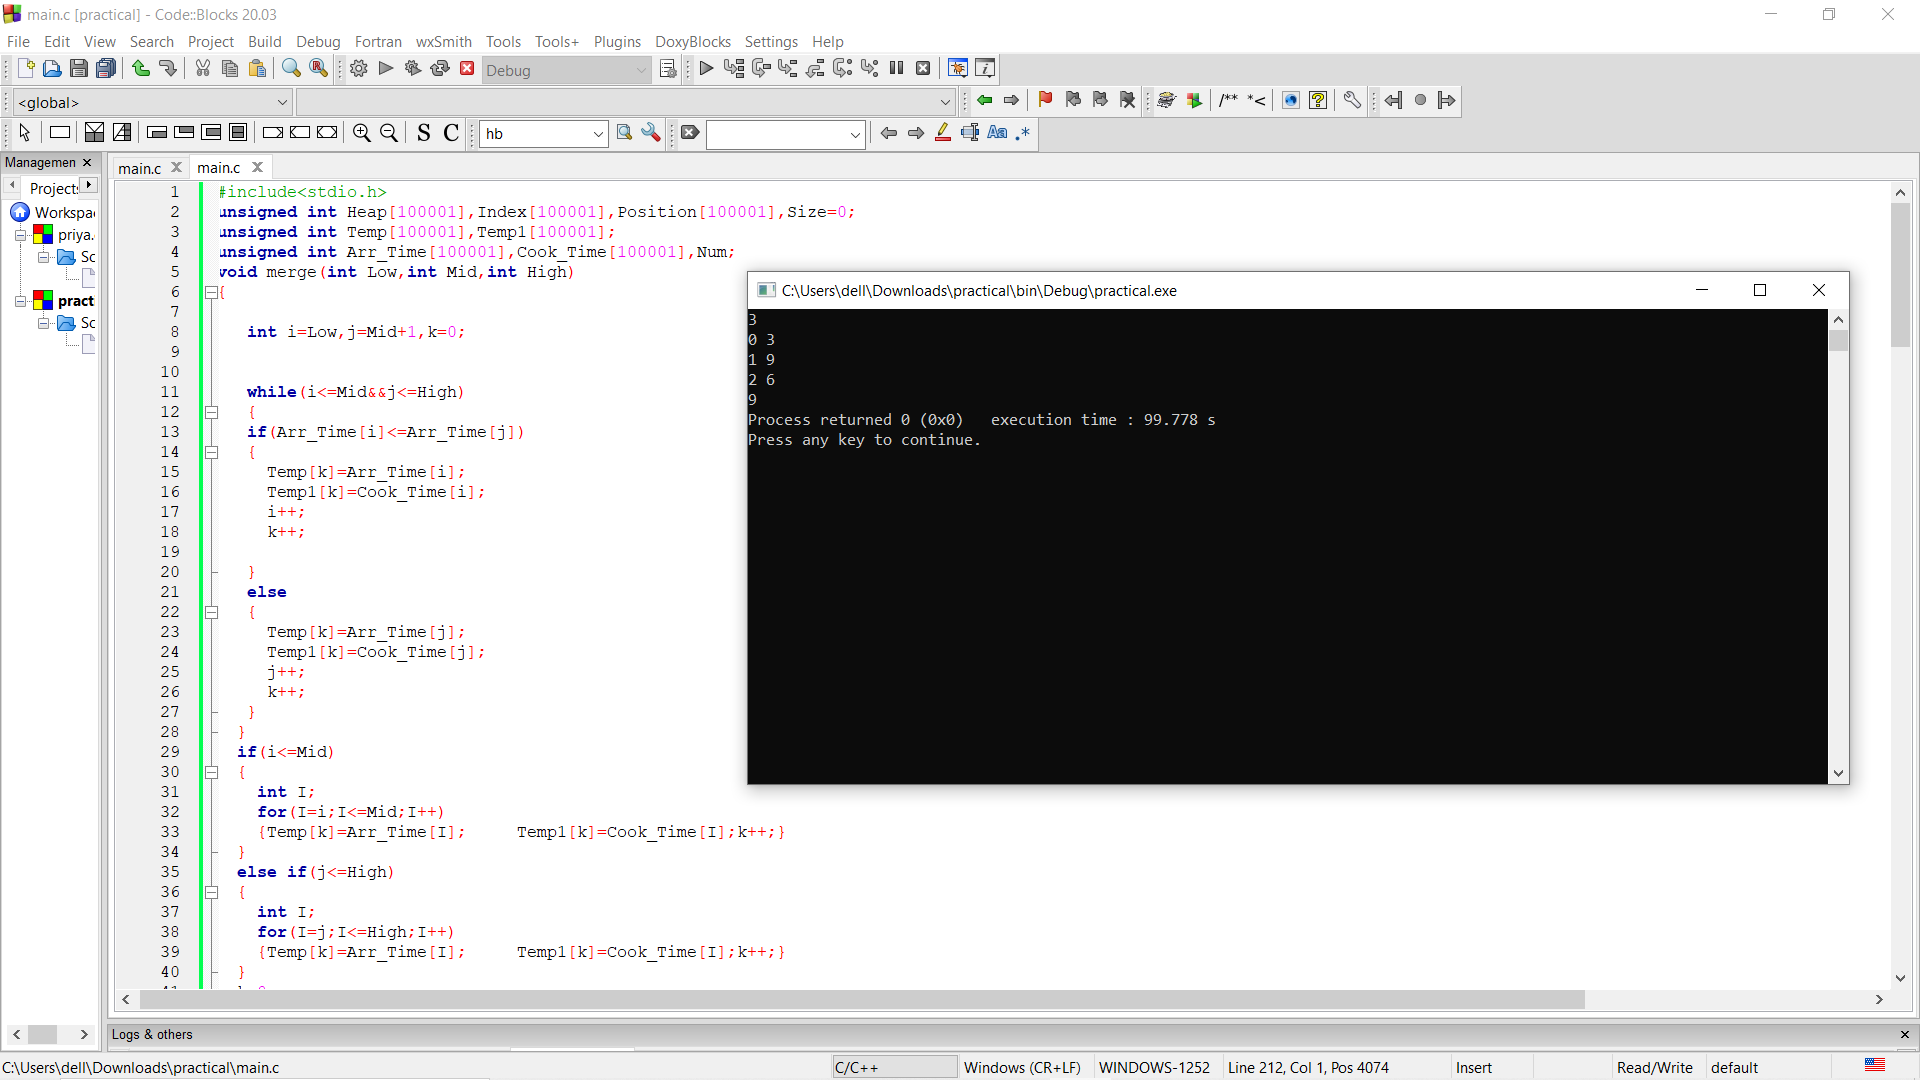 main.c [practical] - Code::Blocks 20.03
File Edit View Search Project Build Debug Fortran wxSmith Tools Tools+ Plugins DoxyBlocks Settings Help
Debug
<global>
/** *<
S C hb
Aa .*
Managemen
main.c main.c
Projects
Workspa
priya.
Sc
practi
Sc
1 #include<stdio.h>
2 unsigned int Heap[100001],Index[100001],Position[100001],Size=0;
3 unsigned int Temp[100001],Temp1[100001];
4 unsigned int Arr_Time[100001],Cook_Time[100001],Num;
5 void merge(int Low,int Mid,int High)
6 {
7
8 int i=Low,j=Mid+1,k=0;
9
10
11 while(i<=Mid&&j<=High)
12 {
13 if(Arr_Time[i]<=Arr_Time[j])
14 {
15 Temp[k]=Arr_Time[i];
16 Temp1[k]=Cook_Time[i];
17 i++;
18 k++;
19
20 }
21 else
22 {
23 Temp[k]=Arr_Time[j];
24 Temp1[k]=Cook_Time[j];
25 j++;
26 k++;
27 }
28 }
29 if(i<=Mid)
30 {
31 int I;
32 for(I=i;I<=Mid;I++)
33 {Temp[k]=Arr_Time[I]; Temp1[k]=Cook_Time[I];k++;}
34 }
35 else if(j<=High)
36 {
37 int I;
38 for(I=j;I<=High;I++)
39 {Temp[k]=Arr_Time[I]; Temp1[k]=Cook_Time[I];k++;}
40 }
C:\Users\dell\Downloads\practical\bin\Debug\practical.exe
3
0 3
1 9
2 6
9
Process returned 0 (0x0) execution time : 99.778 s
Press any key to continue.
Logs & others
C:\Users\dell\Downloads\practical\main.c C/C++ Windows (CR+LF) WINDOWS-1252 Line 212, Col 1, Pos 4074 Insert Read/Write default